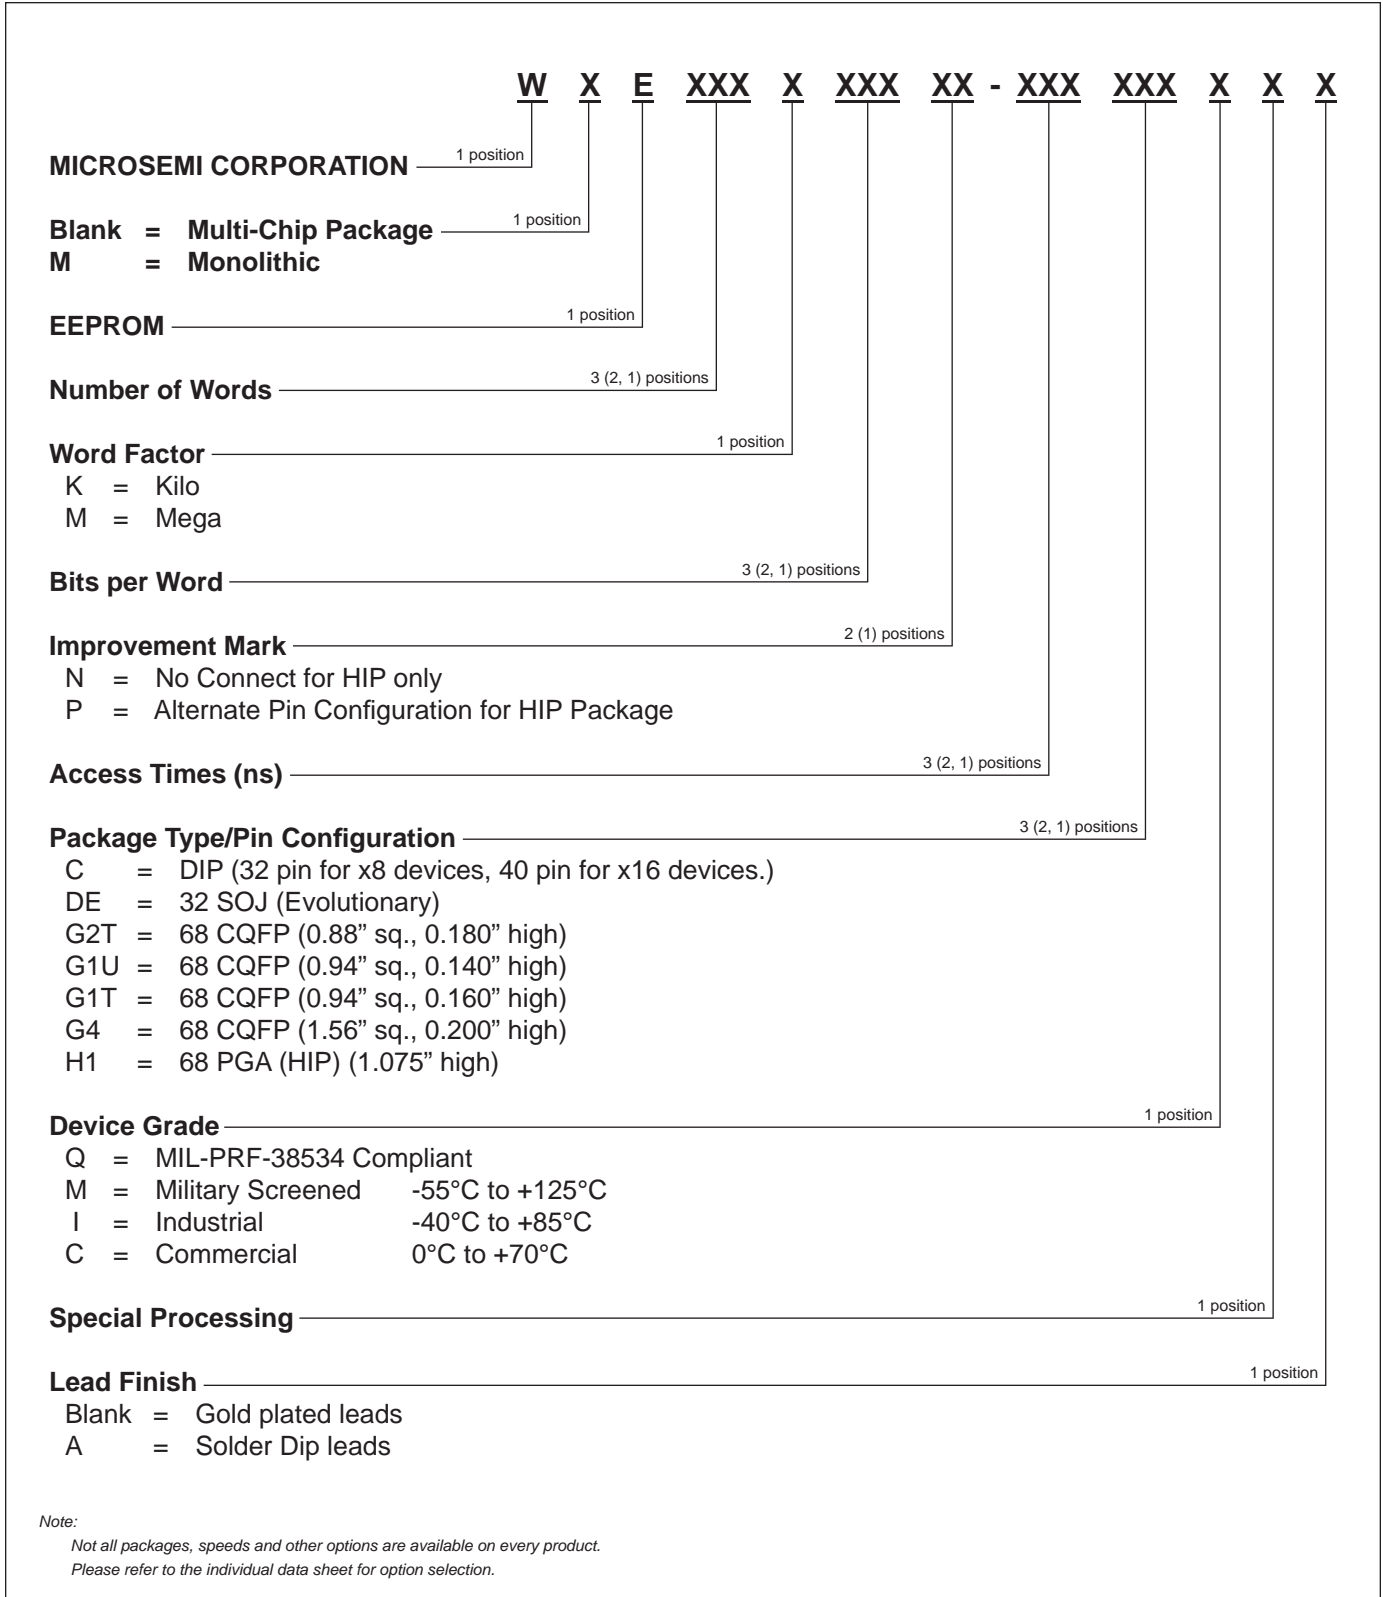 W X E XXX X XXX XX - XXX XXX X X X
MICROSEMI CORPORATION 1 position
Blank = Multi-Chip Package 1 position
M = Monolithic
EEPROM 1 position
Number of Words 3 (2, 1) positions
Word Factor 1 position
K = Kilo
M = Mega
Bits per Word 3 (2, 1) positions
Improvement Mark 2 (1) positions
N = No Connect for HIP only
P = Alternate Pin Configuration for HIP Package
Access Times (ns) 3 (2, 1) positions
Package Type/Pin Configuration 3 (2, 1) positions
C = DIP (32 pin for x8 devices, 40 pin for x16 devices.)
DE = 32 SOJ (Evolutionary)
G2T = 68 CQFP (0.88” sq., 0.180” high)
G1U = 68 CQFP (0.94” sq., 0.140” high)
G1T = 68 CQFP (0.94” sq., 0.160” high)
G4 = 68 CQFP (1.56” sq., 0.200” high)
H1 = 68 PGA (HIP) (1.075” high)
Device Grade 1 position
Q = MIL-PRF-38534 Compliant
M = Military Screened -55°C to +125°C
I = Industrial -40°C to +85°C
C = Commercial 0°C to +70°C
Special Processing 1 position
Lead Finish 1 position
Blank = Gold plated leads
A = Solder Dip leads
Note:
Not all packages, speeds and other options are available on every product.
Please refer to the individual data sheet for option selection.